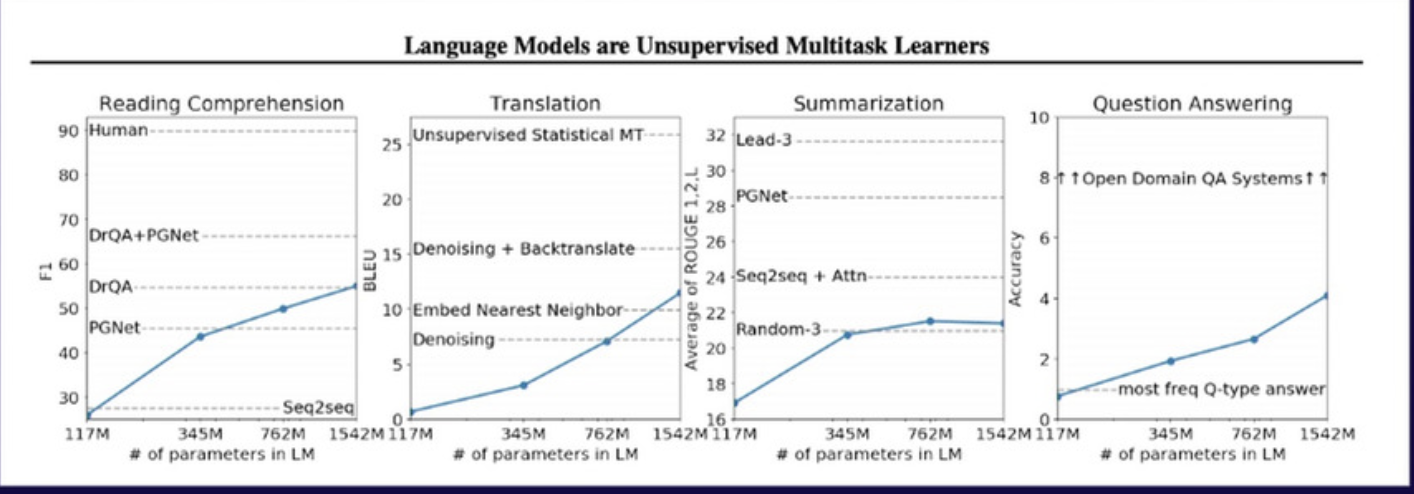 Language Models are Unsupervised Multitask Learners
Reading Comprehension
90
80
70
60
50
40
30
F1
Human
DrQA+PGNet
DrQA
PGNet
Seq2seq
117M 345M 762M 1542M
# of parameters in LM
Translation
25
20
15
10
5
0
BLEU
Unsupervised Statistical MT
Denoising + Backtranslate
Embed Nearest Neighbor
Denoising
117M 345M 762M 1542M
# of parameters in LM
Summarization
32
30
28
26
24
22
20
18
16
Average of ROUGE 1,2,L
Lead-3
PGNet
Seq2seq + Attn
Random-3
117M 345M 762M 1542M
# of parameters in LM
Question Answering
10
8
6
4
2
0
Accuracy
↑↑Open Domain QA Systems↑↑
most freq Q-type answer
117M 345M 762M 1542M
# of parameters in LM